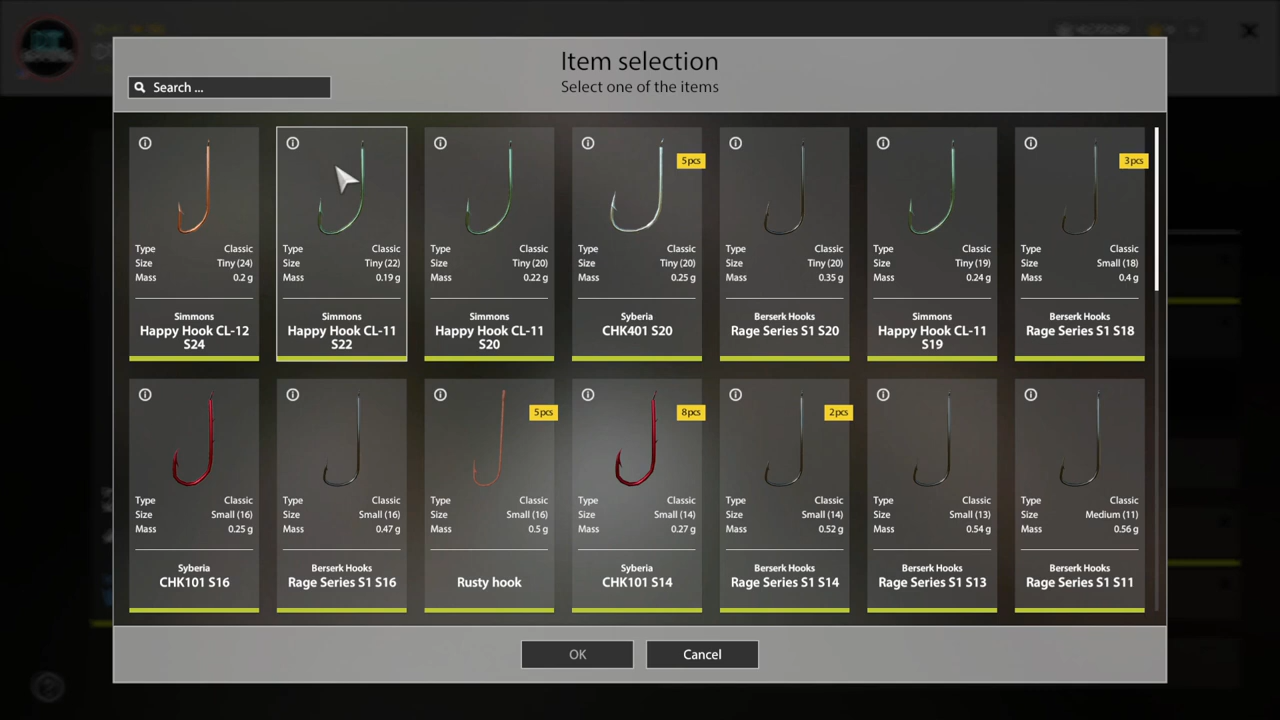 Item selection
Select one of the items
Search ...
Type Classic
Size Tiny (24)
Mass 0.2 g
Simmons
Happy Hook CL-12
S24
Type Classic
Size Tiny (22)
Mass 0.19 g
Simmons
Happy Hook CL-11
S22
Type Classic
Size Tiny (20)
Mass 0.22 g
Simmons
Happy Hook CL-11
S20
5pcs
Type Classic
Size Tiny (20)
Mass 0.25 g
Syberia
CHK401 S20
Type Classic
Size Tiny (20)
Mass 0.35 g
Berserk Hooks
Rage Series S1 S20
Type Classic
Size Tiny (19)
Mass 0.24 g
Simmons
Happy Hook CL-11
S19
3pcs
Type Classic
Size Small (18)
Mass 0.4 g
Berserk Hooks
Rage Series S1 S18
Type Classic
Size Small (16)
Mass 0.25 g
Syberia
CHK101 S16
Type Classic
Size Small (16)
Mass 0.47 g
Berserk Hooks
Rage Series S1 S16
5pcs
Type Classic
Size Small (16)
Mass 0.5 g
Rusty hook
8pcs
Type Classic
Size Small (14)
Mass 0.27 g
Syberia
CHK101 S14
2pcs
Type Classic
Size Small (14)
Mass 0.52 g
Berserk Hooks
Rage Series S1 S14
Type Classic
Size Small (13)
Mass 0.54 g
Berserk Hooks
Rage Series S1 S13
Type Classic
Size Medium (11)
Mass 0.56 g
Berserk Hooks
Rage Series S1 S11
OK
Cancel